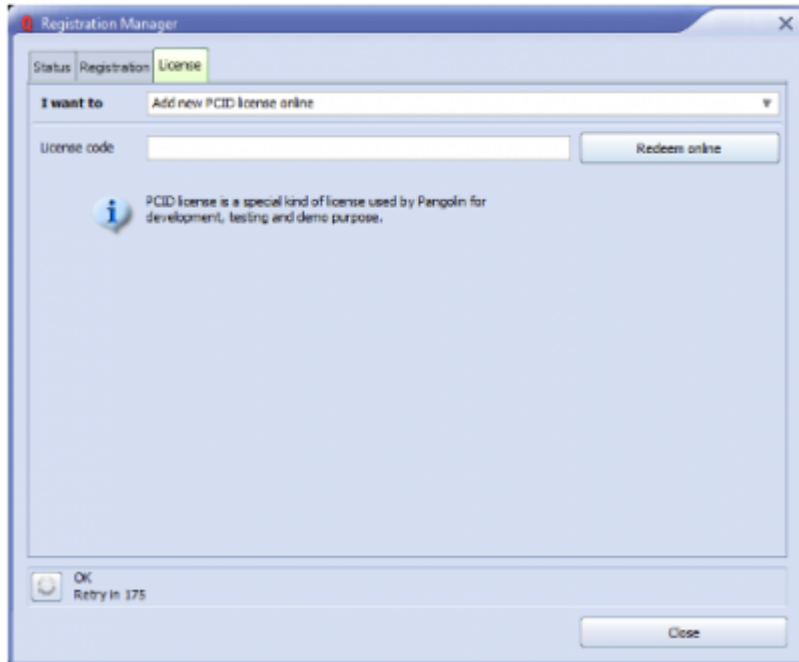 Registration Manager
Status Registration License
I want to Add new PCID license online
License code Redeem online
PCID license is a special kind of license used by Pangolin for
development, testing and demo purpose.
OK
Retry in 175
Close